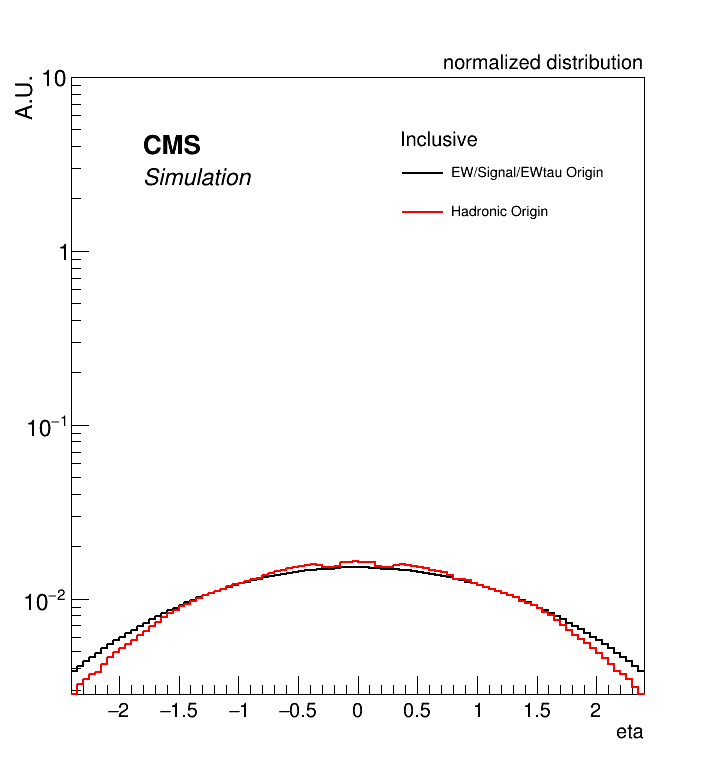 normalized distribution
A.U.
10
1
10⁻¹
10⁻²
CMS
Simulation
Inclusive
EW/Signal/EWtau Origin
Hadronic Origin
−2 −1.5 −1 −0.5 0 0.5 1 1.5 2
eta